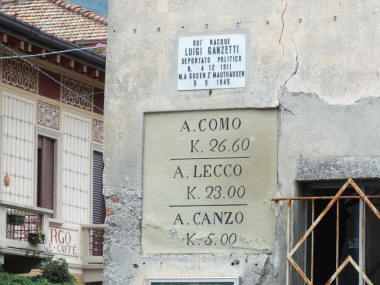 QUI' NACQUE
LUIGI GANZETTI
DEPORTATO POLITICO
N. 4 12 1911
M.A GUSEN 2 MAUTHAUSEN
5 5 1945
A. COMO
K. 26.60
A. LECCO
K. 23.00
A. CANZO
K. 5.00
RGO
CAFFÈ